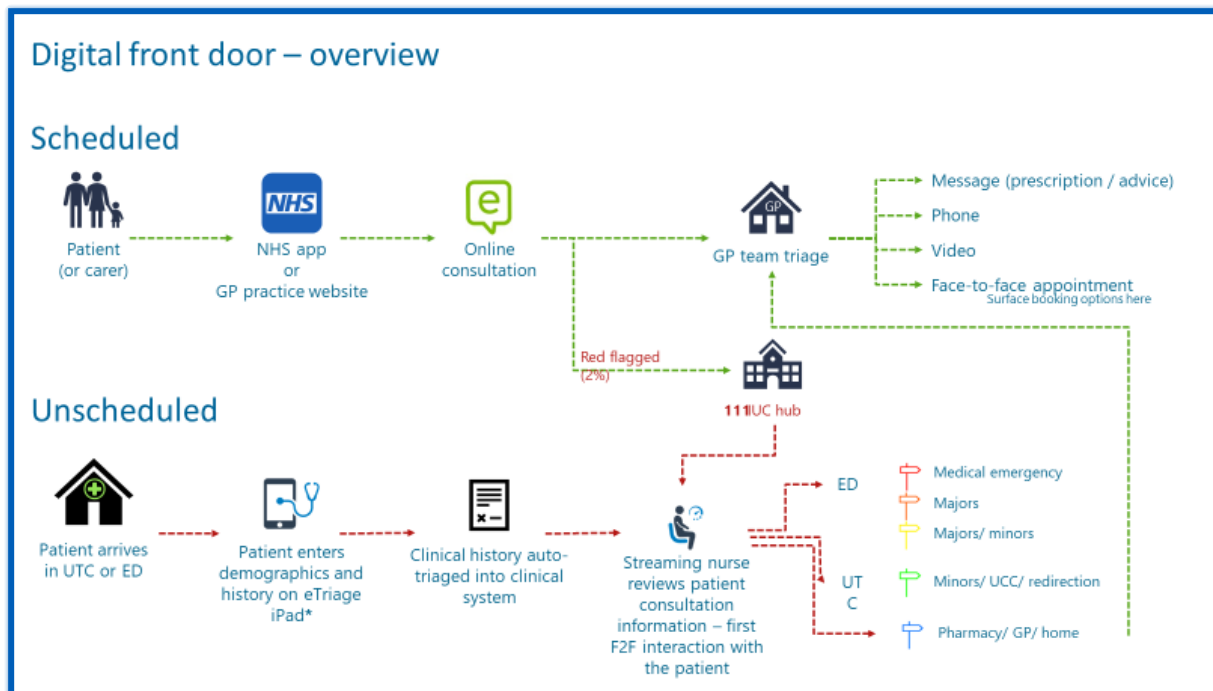 Digital front door – overview
Scheduled
NHS
e
GP
Patient
(or carer)
NHS app
or
GP practice website
Online
consultation
GP team triage
Message (prescription / advice)
Phone
Video
Face-to-face appointment
Surface booking options here
Red flagged
(2%)
111IUC hub
Unscheduled
Patient arrives
in UTC or ED
Patient enters
demographics and
history on eTriage
iPad*
Clinical history auto-
triaged into clinical
system
Streaming nurse
reviews patient
consultation
information – first
F2F interaction with
the patient
ED
UT
C
Medical emergency
Majors
Majors/ minors
Minors/ UCC/ redirection
Pharmacy/ GP/ home